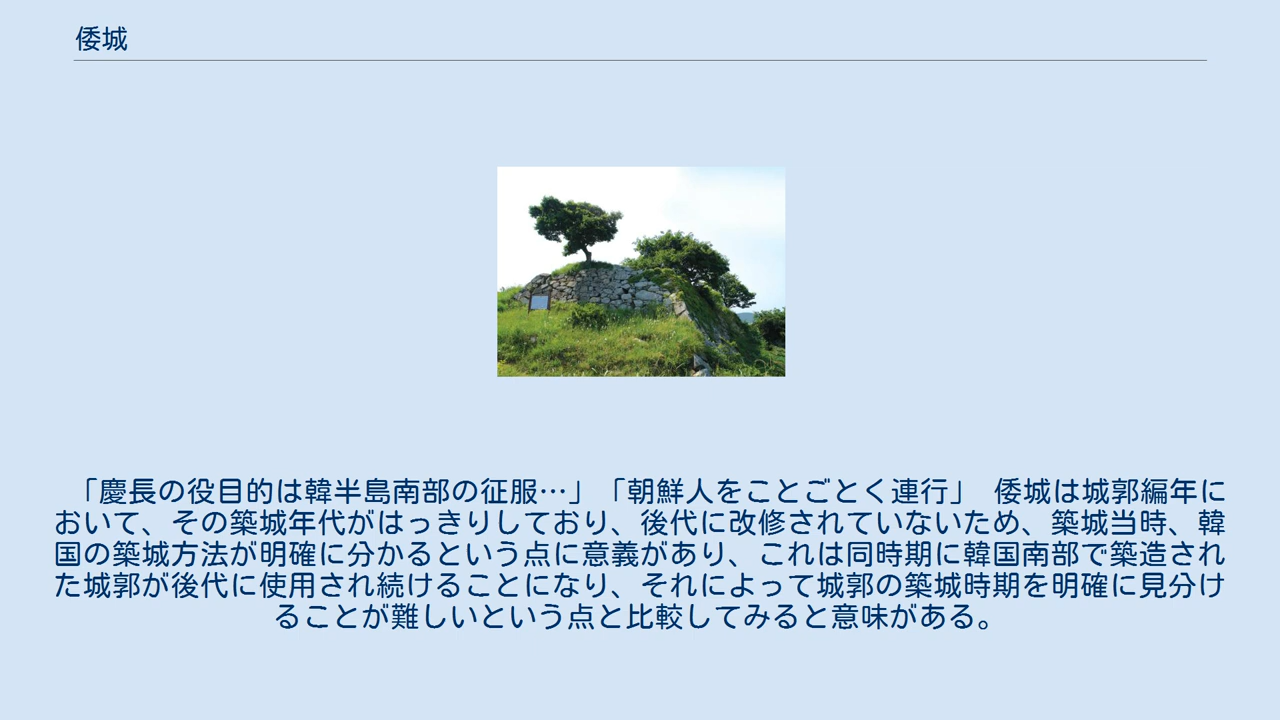 倭城
「慶長の役目的は韓半島南部の征服…」「朝鮮人をことごとく連行」 倭城は城郭編年に
おいて、その築城年代がはっきりしており、後代に改修されていないため、築城当時、韓
国の築城方法が明確に分かるという点に意義があり、これは同時期に韓国南部で築造され
た城郭が後代に使用され続けることになり、それによって城郭の築城時期を明確に見分け
ることが難しいという点と比較してみると意味がある。